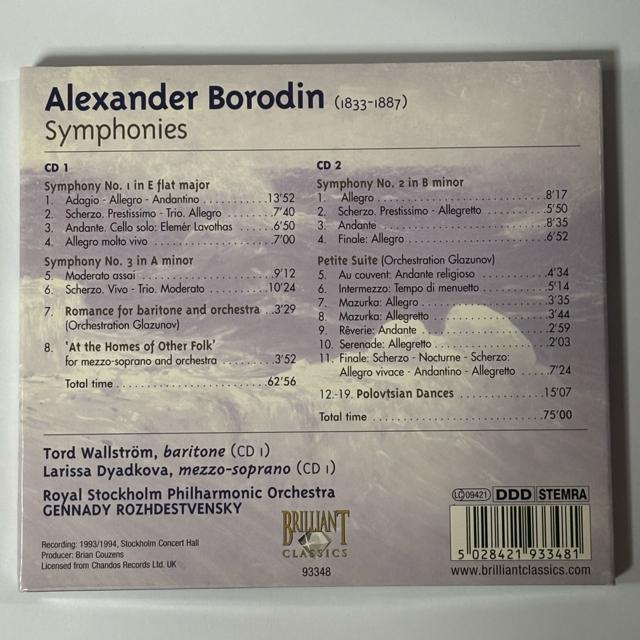 Alexander Borodin (1833-1887)
Symphonies
CD 1
Symphony No. 1 in E flat major
1. Adagio - Allegro - Andantino 13'52
2. Scherzo. Prestissimo - Trio. Allegro 7'40
3. Andante. Cello solo: Elemér Lavothas 6'50
4. Allegro molto vivo 7'00
Symphony No. 3 in A minor
5. Moderato assai 9'12
6. Scherzo. Vivo - Trio. Moderato 10'24
7. Romance for baritone and orchestra 3'29
(Orchestration Glazunov)
8. 'At the Homes of Other Folk'
for mezzo-soprano and orchestra 3'52
Total time 62'56
CD 2
Symphony No. 2 in B minor
1. Allegro 8'17
2. Scherzo. Prestissimo - Allegretto 5'50
3. Andante 8'35
4. Finale: Allegro 6'52
Petite Suite (Orchestration Glazunov)
5. Au couvent: Andante religioso 4'34
6. Intermezzo: Tempo di menuetto 5'14
7. Mazurka: Allegro 3'35
8. Mazurka: Allegretto 3'44
9. Rêverie: Andante 2'59
10. Serenade: Allegretto 2'03
11. Finale: Scherzo - Nocturne - Scherzo:
Allegro vivace - Andantino - Allegretto 7'24
12.-19. Polovtsian Dances 15'07
Total time 75'00
Tord Wallström, baritone (CD 1)
Larissa Dyadkova, mezzo-soprano (CD 1)
Royal Stockholm Philharmonic Orchestra
GENNADY ROZHDESTVENSKY
Recording: 1993/1994, Stockholm Concert Hall
Producer: Brian Couzens
Licensed from Chandos Records Ltd. UK
BRILLIANT
CLASSICS
93348
LC 09421 DDD STEMRA
5 028421 933481
www.brilliantclassics.com